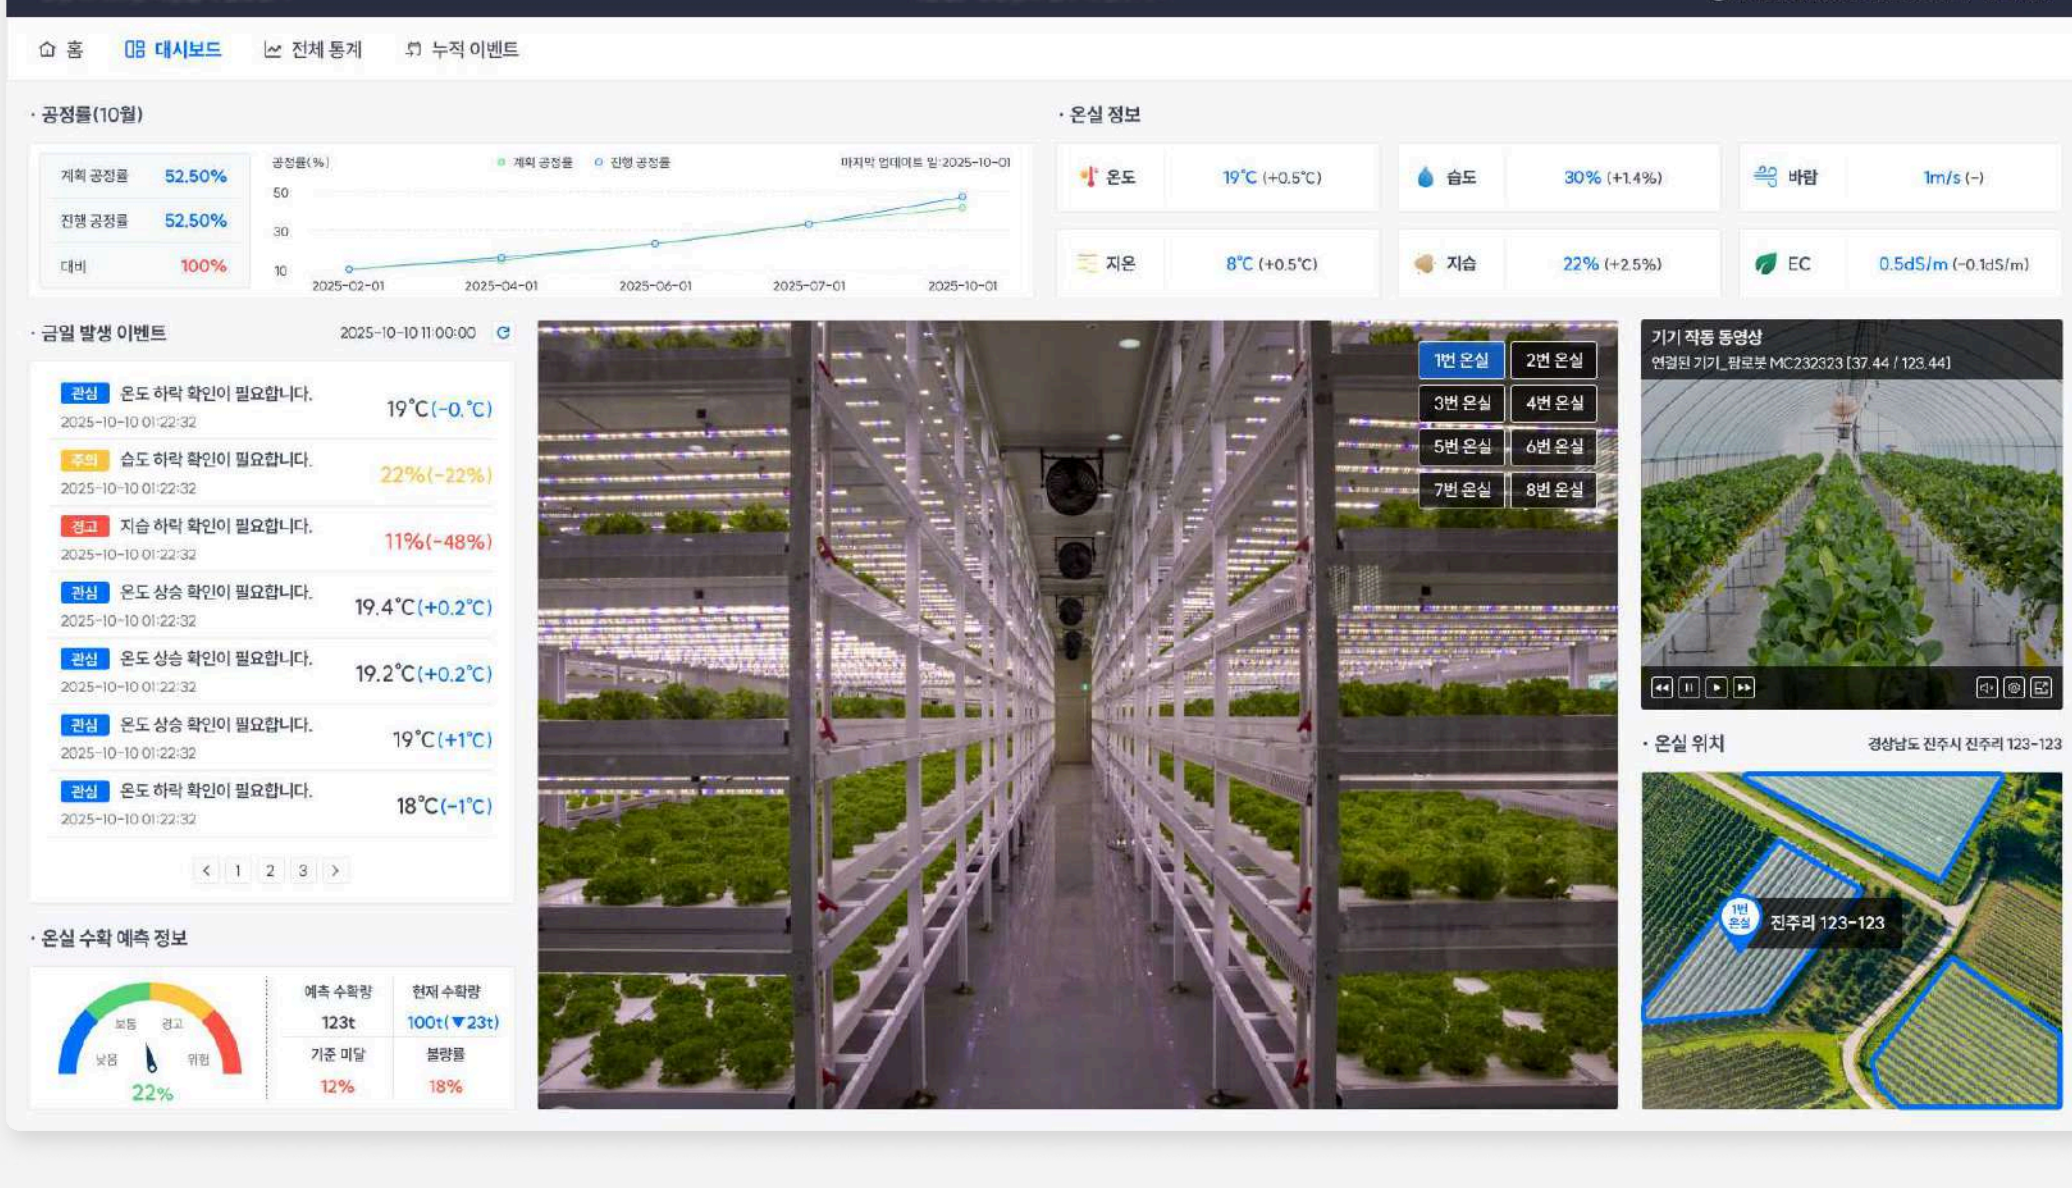 홈 대시보드 전체 통계 누적 이벤트
· 공정률(10월)
계획 공정률 52.50%
진행 공정률 52.50%
대비 100%
공정률(%) 계획 공정률 진행 공정률 마지막 업데이트 일:2025-10-01
50
30
10
2025-02-01 2025-04-01 2025-06-01 2025-07-01 2025-10-01
· 온실 정보
온도 19°C (+0.5°C)
습도 30% (+1.4%)
바람 1m/s (-)
지온 8°C (+0.5°C)
지습 22% (+2.5%)
EC 0.5dS/m (-0.1dS/m)
· 금일 발생 이벤트 2025-10-10 11:00:00
관심 온도 하락 확인이 필요합니다.
2025-10-10 01:22:32
19°C(-0.°C)
주의 습도 하락 확인이 필요합니다.
2025-10-10 01:22:32
22%(-22%)
경고 지습 하락 확인이 필요합니다.
2025-10-10 01:22:32
11%(-48%)
관심 온도 상승 확인이 필요합니다.
2025-10-10 01:22:32
19.4°C(+0.2°C)
관심 온도 상승 확인이 필요합니다.
2025-10-10 01:22:32
19.2°C(+0.2°C)
관심 온도 상승 확인이 필요합니다.
2025-10-10 01:22:32
19°C(+1°C)
관심 온도 하락 확인이 필요합니다.
2025-10-10 01:22:32
18°C(-1°C)
< 1 2 3 >
· 온실 수확 예측 정보
보통 경고
낮음 위험
22%
예측 수확량 현재 수확량
123t 100t(▼23t)
기준 미달 불량률
12% 18%
1번 온실 2번 온실
3번 온실 4번 온실
5번 온실 6번 온실
7번 온실 8번 온실
기기 작동 동영상
연결된 기기_팜로봇 MC232323 [37.44 / 123.44]
· 온실 위치 경상남도 진주시 진주리 123-123
1번
온실
진주리 123-123